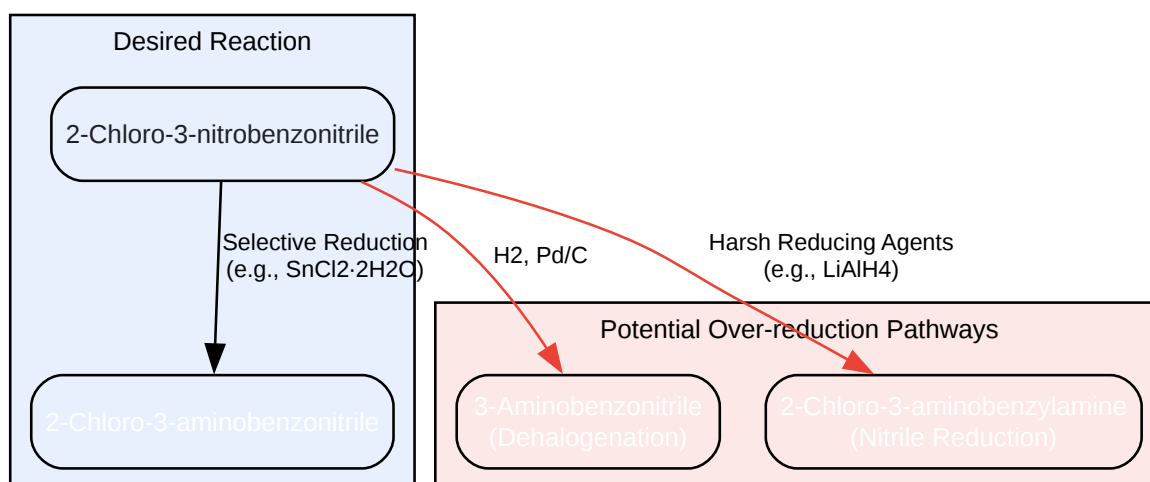 Desired Reaction
2-Chloro-3-nitrobenzonitrile
Selective Reduction
(e.g., SnCl2·2H2O)
H2, Pd/C
Harsh Reducing Agents
(e.g., LiAlH4)
Potential Over-reduction Pathways
2-Chloro-3-aminobenzonitrile
3-Aminobenzonitrile
(Dehalogenation)
2-Chloro-3-aminobenzylamine
(Nitrile Reduction)